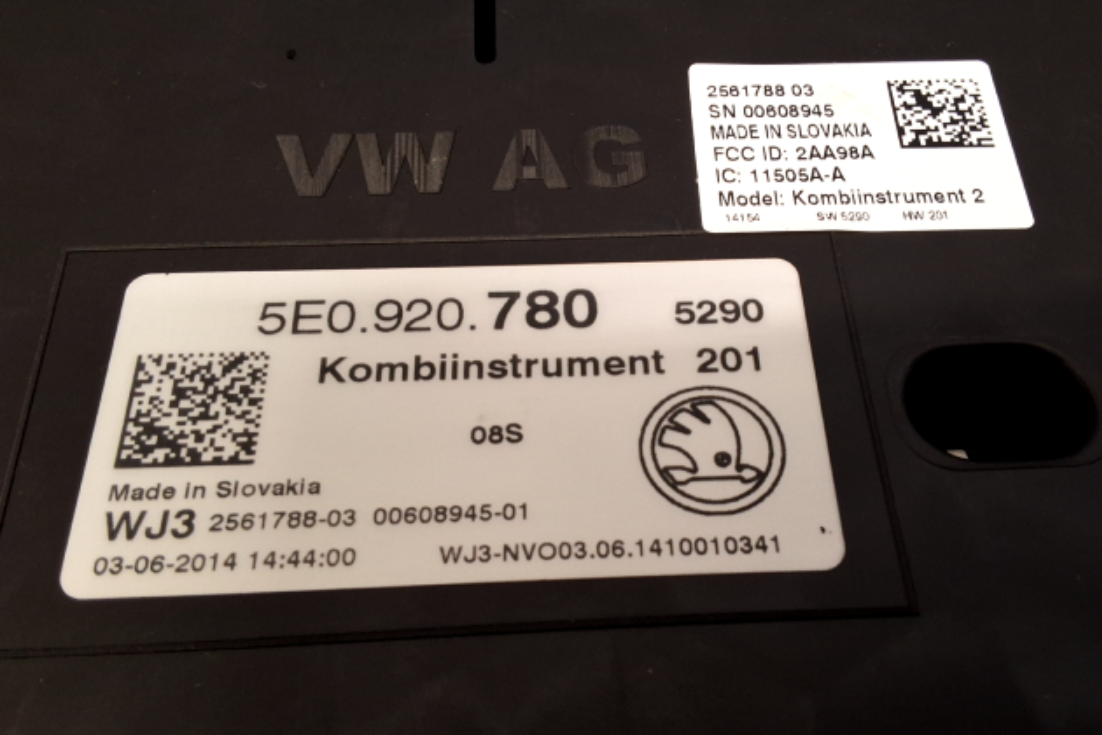 VW AG
2561788 03
SN 00608945
MADE IN SLOVAKIA
FCC ID: 2AA98A
IC: 11505A-A
Model: Kombiinstrument 2
14154 SW 5290 HW 201
5E0.920.780 5290
Kombiinstrument 201
08S
Made in Slovakia
WJ3 2561788-03 00608945-01
03-06-2014 14:44:00 WJ3-NVO03.06.1410010341